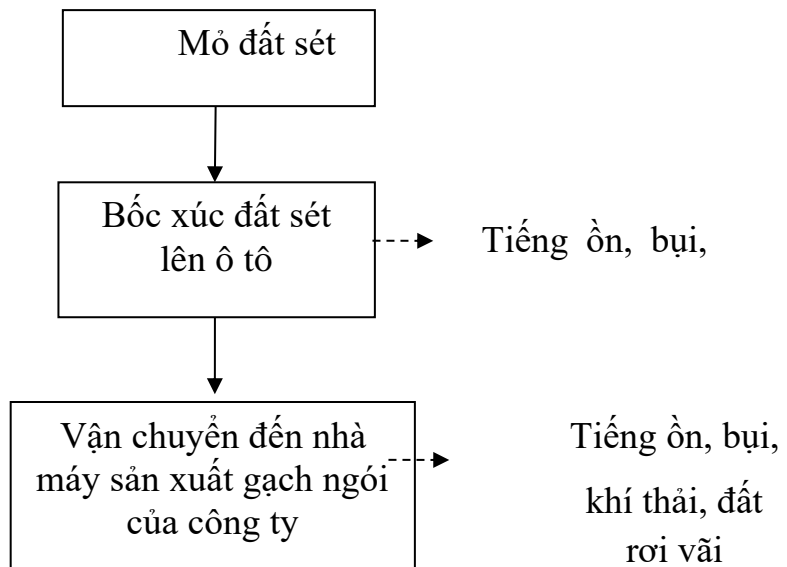 Mỏ đất sét
Bốc xúc đất sét
lên ô tô
Tiếng ồn, bụi,
Vận chuyển đến nhà
máy sản xuất gạch ngói
của công ty
Tiếng ồn, bụi,
khí thải, đất
rơi vãi